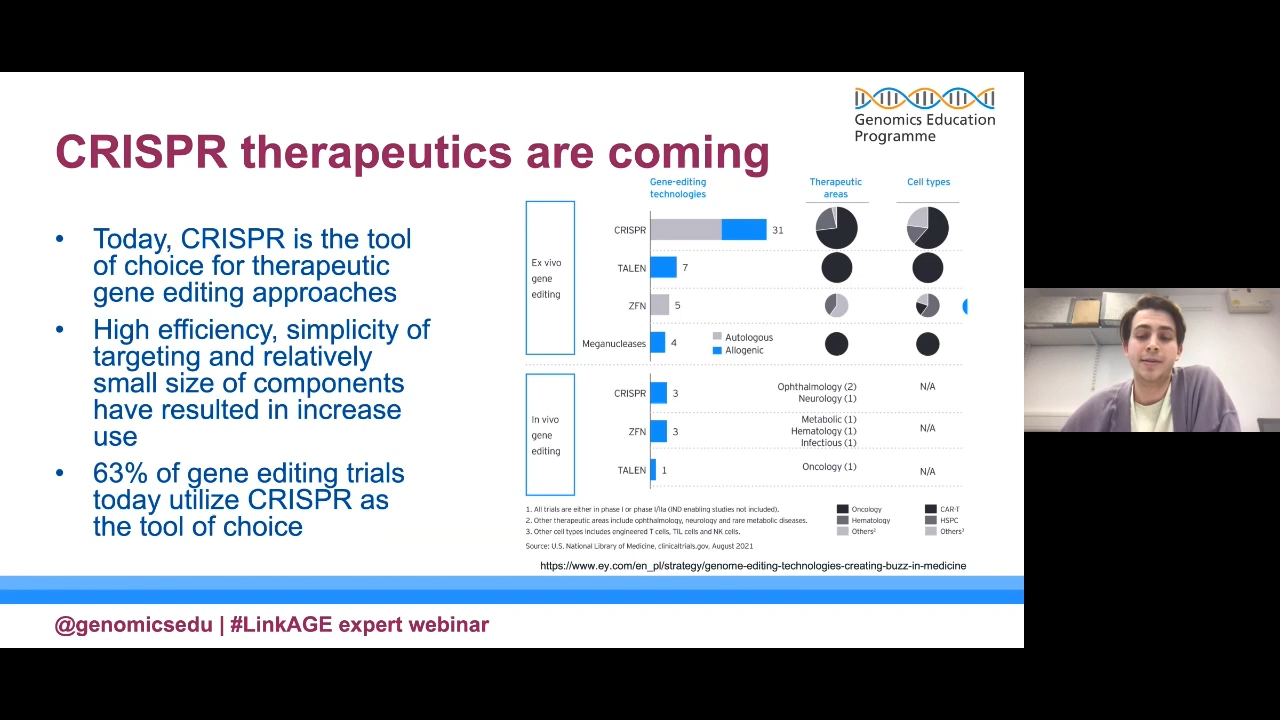 Genomics Education
Programme
CRISPR therapeutics are coming
• Today, CRISPR is the tool
of choice for therapeutic
gene editing approaches
• High efficiency, simplicity of
targeting and relatively
small size of components
have resulted in increase
use
• 63% of gene editing trials
today utilize CRISPR as
the tool of choice
Gene-editing
technologies
Therapeutic
areas
Cell types
Ex vivo
gene
editing
CRISPR 31
TALEN 7
ZFN 5
Meganucleases 4
Autologous
Allogenic
In vivo
gene
editing
CRISPR 3
Ophthalmology (2)
Neurology (1)
N/A
ZFN 3
Metabolic (1)
Hematology (1)
Infectious (1)
N/A
TALEN 1
Oncology (1)
N/A
1. All trials are either in phase I or phase I/IIa (IND enabling studies not included).
2. Other therapeutic areas include ophthalmology, neurology and rare metabolic diseases.
3. Other cell types includes engineered T cells, TIL cells and NK cells.
Oncology
Hematology
Others²
CAR-T
HSPC
Others³
Source: U.S. National Library of Medicine, clinicaltrials.gov, August 2021
https://www.ey.com/en_pl/strategy/genome-editing-technologies-creating-buzz-in-medicine
@genomicsedu | #LinkAGE expert webinar